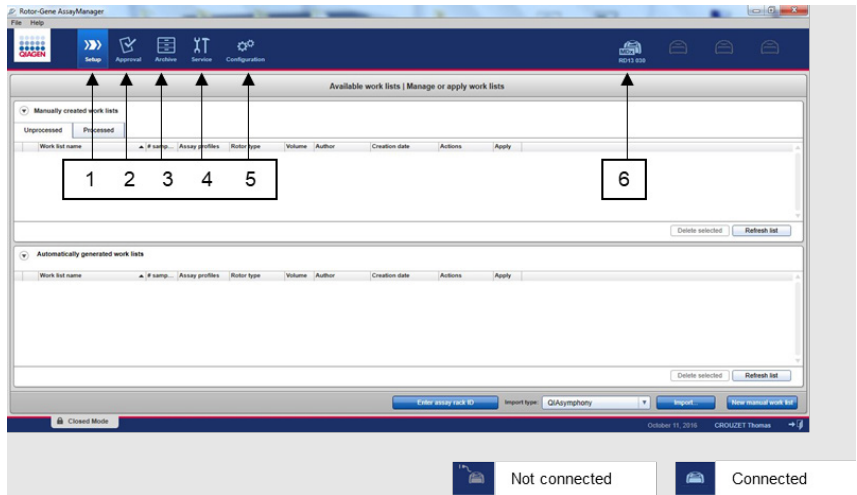 Rotor-Gene AssayManager
File Help
QIAGEN
Setup Approval Archive Service Configuration RD13 030
Available work lists | Manage or apply work lists
Manually created work lists
Unprocessed Processed
Work list name # samp... Assay profiles Rotor type Volume Author Creation date Actions Apply
1 2 3 4 5 6
Delete selected Refresh list
Automatically generated work lists
Work list name # samp... Assay profiles Rotor type Volume Author Creation date Actions Apply
Delete selected Refresh list
Enter assay rack ID Import type: QIAsymphony Import... New manual work list
Closed Mode October 11, 2016 CROUZET Thomas
Not connected Connected